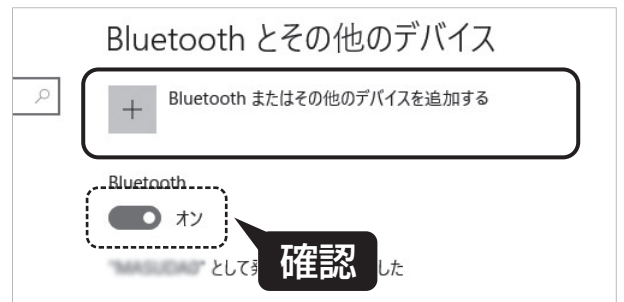 Bluetooth とその他のデバイス
Bluetooth またはその他のデバイスを追加する
Bluetooth
オン
確認
として
した